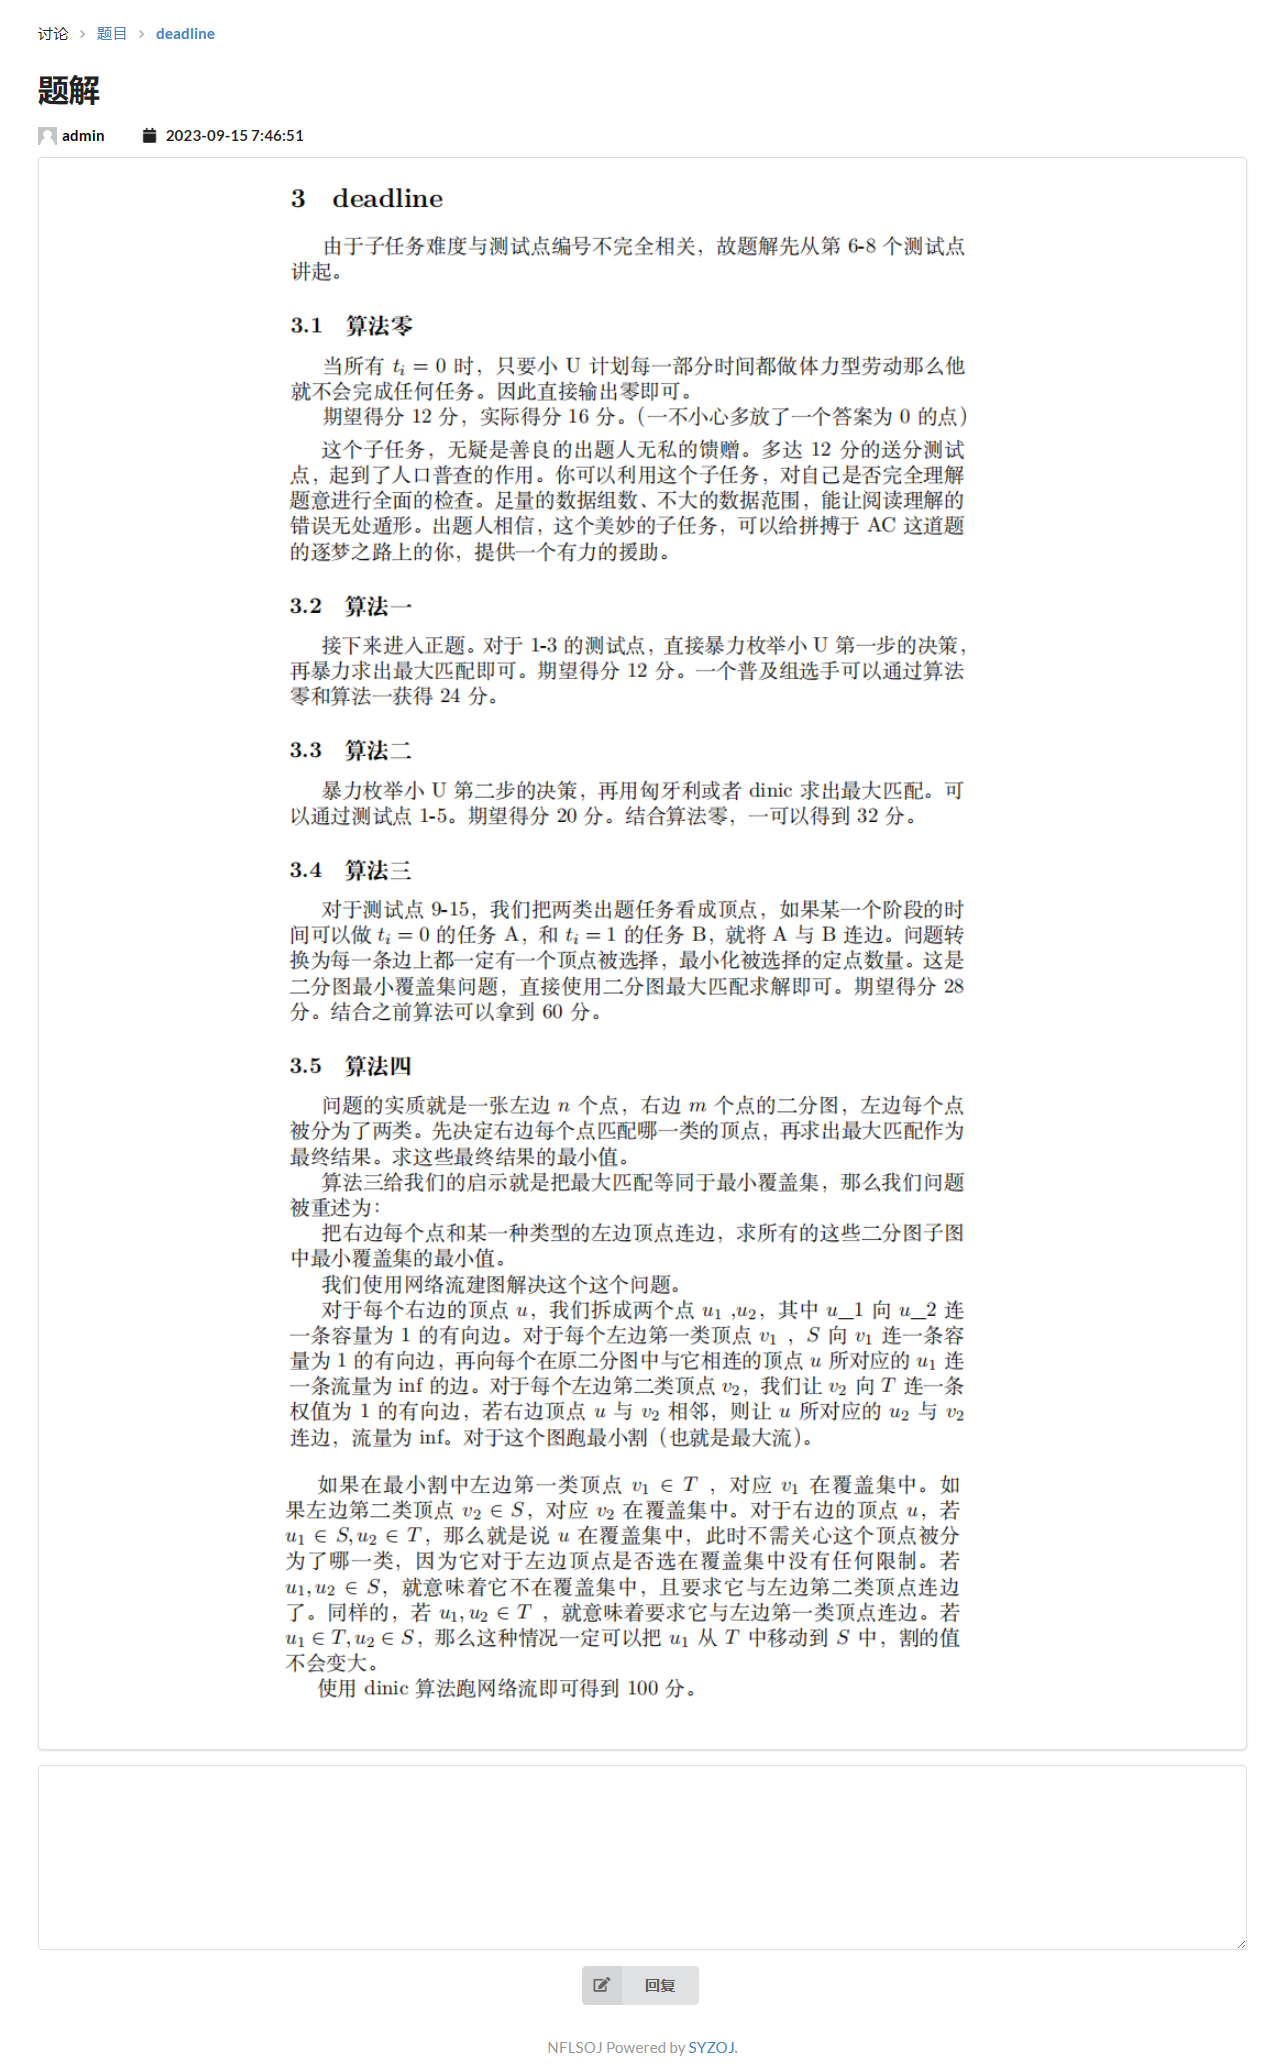 讨论 > 题目 > deadline
题解
admin 2023-09-15 7:46:51
3 deadline
由于子任务难度与测试点编号不完全相关，故题解先从第 6-8 个测试点
讲起。
3.1 算法零
当所有 tᵢ = 0 时，只要小 U 计划每一部分时间都做体力型劳动那么他
就不会完成任何任务。因此直接输出零即可。
期望得分 12 分，实际得分 16 分。（一不小心多放了一个答案为 0 的点）
这个子任务，无疑是善良的出题人无私的馈赠。多达 12 分的送分测试
点，起到了人口普查的作用。你可以利用这个子任务，对自己是否完全理解
题意进行全面的检查。足量的数据组数、不大的数据范围，能让阅读理解的
错误无处遁形。出题人相信，这个美妙的子任务，可以给拼搏于 AC 这道题
的逐梦之路上的你，提供一个有力的援助。
3.2 算法一
接下来进入正题。对于 1-3 的测试点，直接暴力枚举小 U 第一步的决策，
再暴力求出最大匹配即可。期望得分 12 分。一个普及组选手可以通过算法
零和算法一获得 24 分。
3.3 算法二
暴力枚举小 U 第二步的决策，再用匈牙利或者 dinic 求出最大匹配。可
以通过测试点 1-5。期望得分 20 分。结合算法零，一可以得到 32 分。
3.4 算法三
对于测试点 9-15，我们把两类出题任务看成顶点，如果某一个阶段的时
间可以做 tᵢ = 0 的任务 A，和 tᵢ = 1 的任务 B，就将 A 与 B 连边。问题转
换为每一条边上都一定有一个顶点被选择，最小化被选择的定点数量。这是
二分图最小覆盖集问题，直接使用二分图最大匹配求解即可。期望得分 28
分。结合之前算法可以拿到 60 分。
3.5 算法四
问题的实质就是一张左边 n 个点，右边 m 个点的二分图，左边每个点
被分为了两类。先决定右边每个点匹配哪一类的顶点，再求出最大匹配作为
最终结果。求这些最终结果的最小值。
算法三给我们的启示就是把最大匹配等同于最小覆盖集，那么我们问题
被重述为：
把右边每个点和某一种类型的左边顶点连边，求所有的这些二分图子图
中最小覆盖集的最小值。
我们使用网络流建图解决这个这个问题。
对于每个右边的顶点 u，我们拆成两个点 u₁ ,u₂，其中 u_1 向 u_2 连
一条容量为 1 的有向边。对于每个左边第一类顶点 v₁ ，S 向 v₁ 连一条容
量为 1 的有向边，再向每个在原二分图中与它相连的顶点 u 所对应的 u₁ 连
一条流量为 inf 的边。对于每个左边第二类顶点 v₂，我们让 v₂ 向 T 连一条
权值为 1 的有向边，若右边顶点 u 与 v₂ 相邻，则让 u 所对应的 u₂ 与 v₂
连边，流量为 inf。对于这个图跑最小割（也就是最大流）。
如果在最小割中左边第一类顶点 v₁ ∈ T ，对应 v₁ 在覆盖集中。如
果左边第二类顶点 v₂ ∈ S，对应 v₂ 在覆盖集中。对于右边的顶点 u，若
u₁ ∈ S,u₂ ∈ T，那么就是说 u 在覆盖集中，此时不需关心这个顶点被分
为了哪一类，因为它对于左边顶点是否选在覆盖集中没有任何限制。若
u₁,u₂ ∈ S，就意味着它不在覆盖集中，且要求它与左边第二类顶点连边
了。同样的，若 u₁,u₂ ∈ T ，就意味着要求它与左边第一类顶点连边。若
u₁ ∈ T,u₂ ∈ S，那么这种情况一定可以把 u₁ 从 T 中移动到 S 中，割的值
不会变大。
使用 dinic 算法跑网络流即可得到 100 分。
回复
NFLSOJ Powered by SYZOJ.